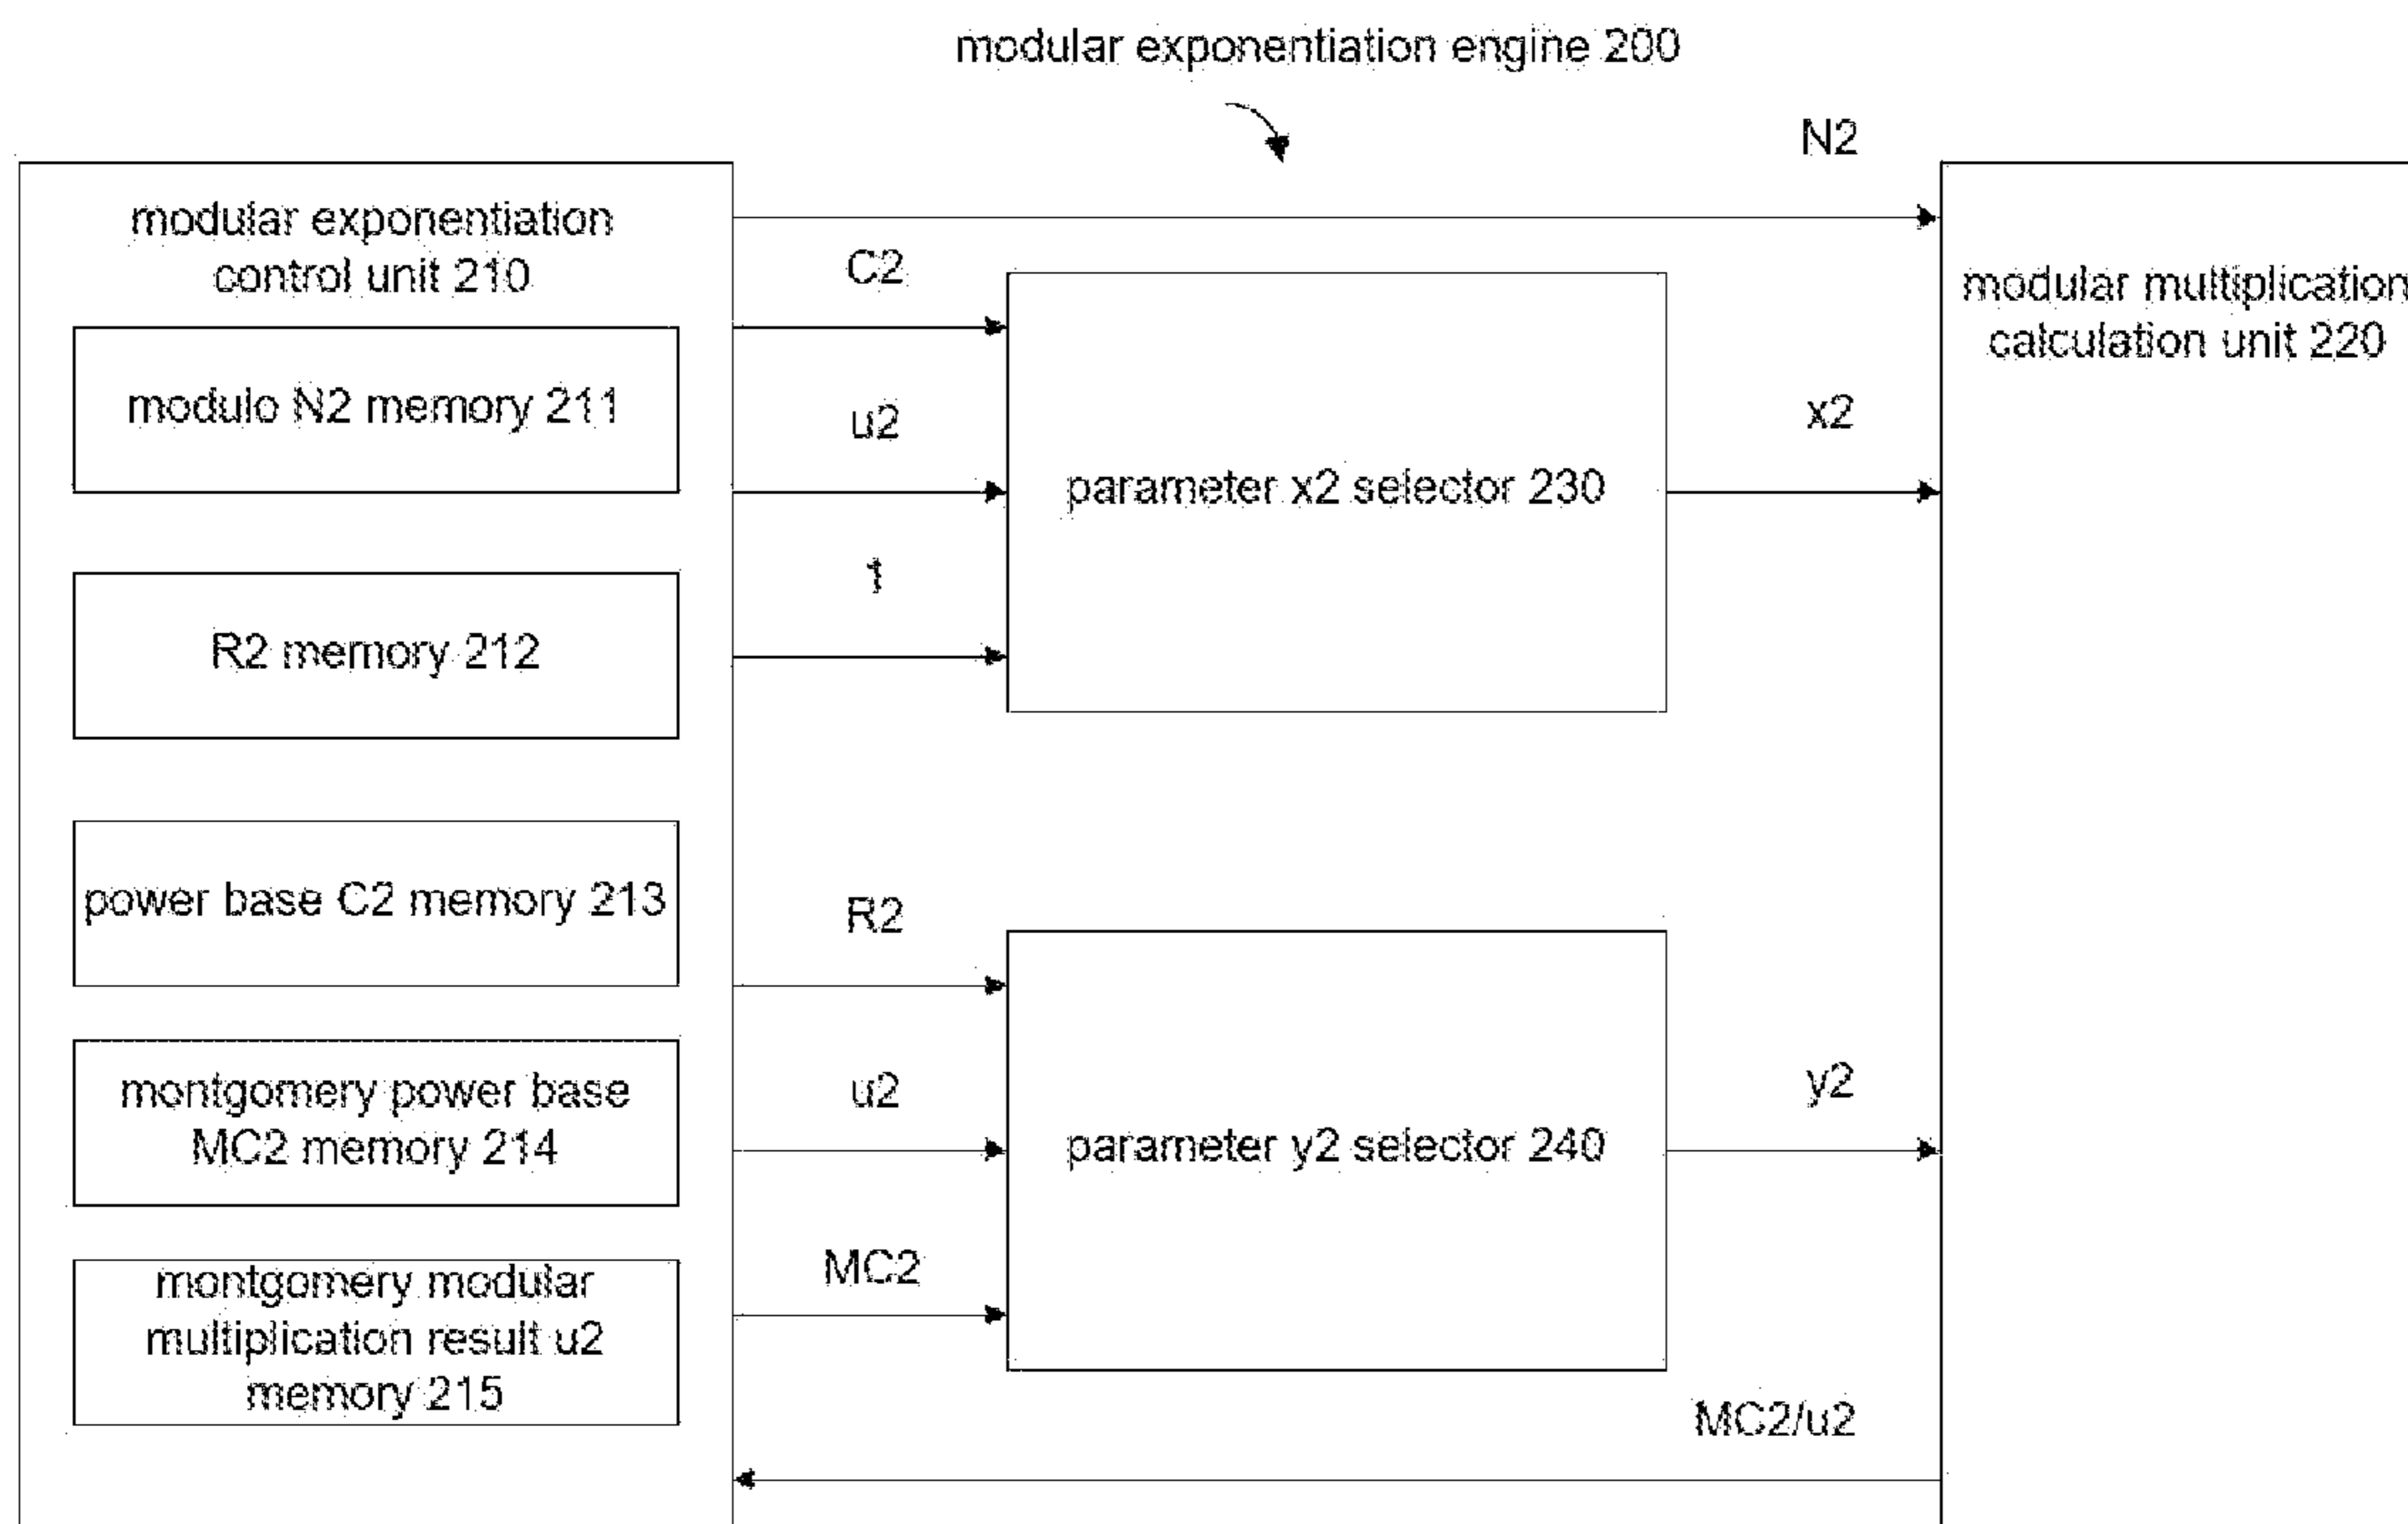 modular exponentiation engine 200
N2
modular exponentiation
control unit 210
C2
modular multiplication
calculation unit 220
modulo N2 memory 211
u2
x2
parameter x2 selector 230
1
R2 memory 212
power base C2 memory 213
R2
montgomery power base
MC2 memory 214
u2
y2
parameter y2 selector 240
MC2
montgomery modular
multiplication result u2
memory 215
MC2/u2